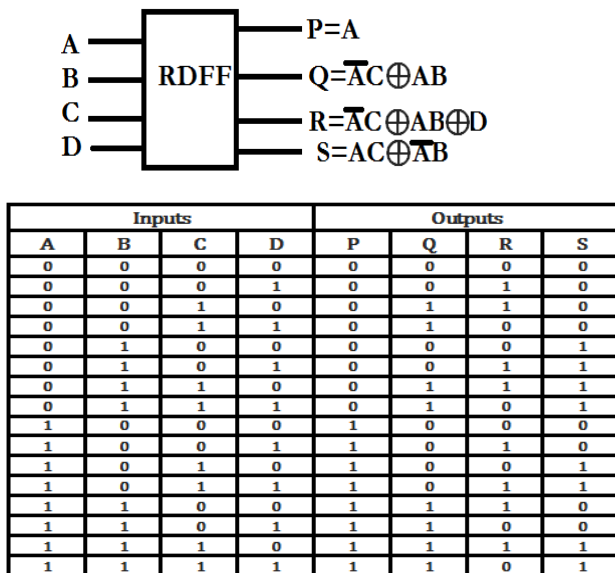 A
B
C
D
RDFF
P=A
Q=A̅C⊕AB
R=A̅C⊕AB⊕D
S=AC⊕A̅B
Inputs Outputs
A B C D P Q R S
0 0 0 0 0 0 0 0
0 0 0 1 0 0 1 0
0 0 1 0 0 1 1 0
0 0 1 1 0 1 0 0
0 1 0 0 0 0 0 1
0 1 0 1 0 0 1 1
0 1 1 0 0 1 1 1
0 1 1 1 0 1 0 1
1 0 0 0 1 0 0 0
1 0 0 1 1 0 1 0
1 0 1 0 1 0 0 1
1 0 1 1 1 0 1 1
1 1 0 0 1 1 1 0
1 1 0 1 1 1 0 0
1 1 1 0 1 1 1 1
1 1 1 1 1 1 0 1